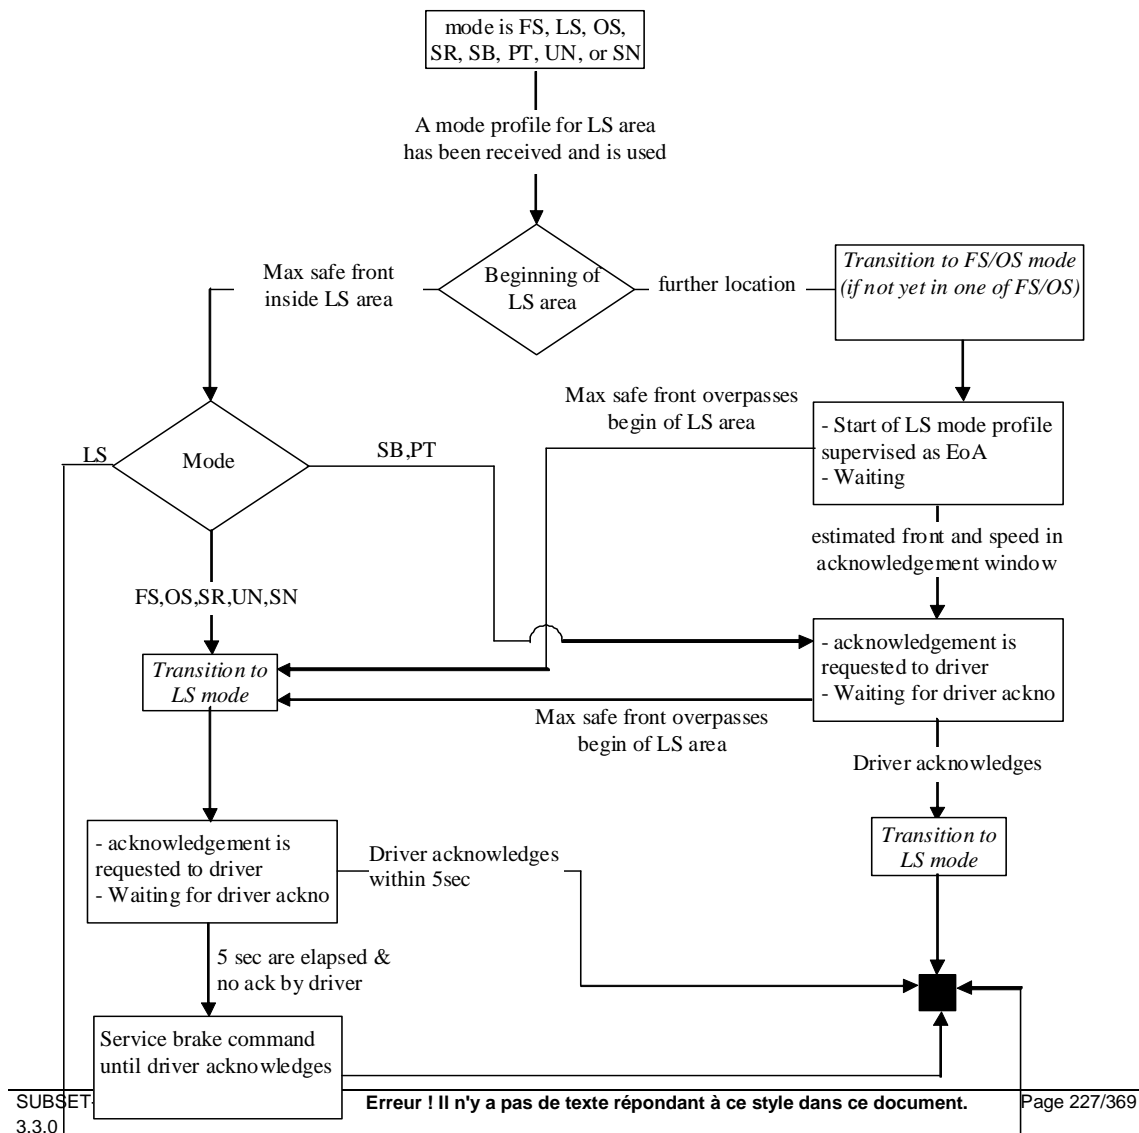 mode is FS, LS, OS,
SR, SB, PT, UN, or SN
A mode profile for LS area
has been received and is used
Beginning of
LS area
Max safe front
inside LS area
further location
Transition to FS/OS mode
(if not yet in one of FS/OS)
Max safe front overpasses
begin of LS area
- Start of LS mode profile
supervised as EoA
- Waiting
LS
Mode
SB,PT
estimated front and speed in
acknowledgement window
FS,OS,SR,UN,SN
- acknowledgement is
requested to driver
- Waiting for driver ackno
Transition to
LS mode
Max safe front overpasses
begin of LS area
Driver acknowledges
- acknowledgement is
requested to driver
- Waiting for driver ackno
Driver acknowledges
within 5sec
Transition to
LS mode
5 sec are elapsed &
no ack by driver
Service brake command
until driver acknowledges
SUBSET-
3.3.0
Erreur ! Il n'y a pas de texte répondant à ce style dans ce document.
Page 227/369